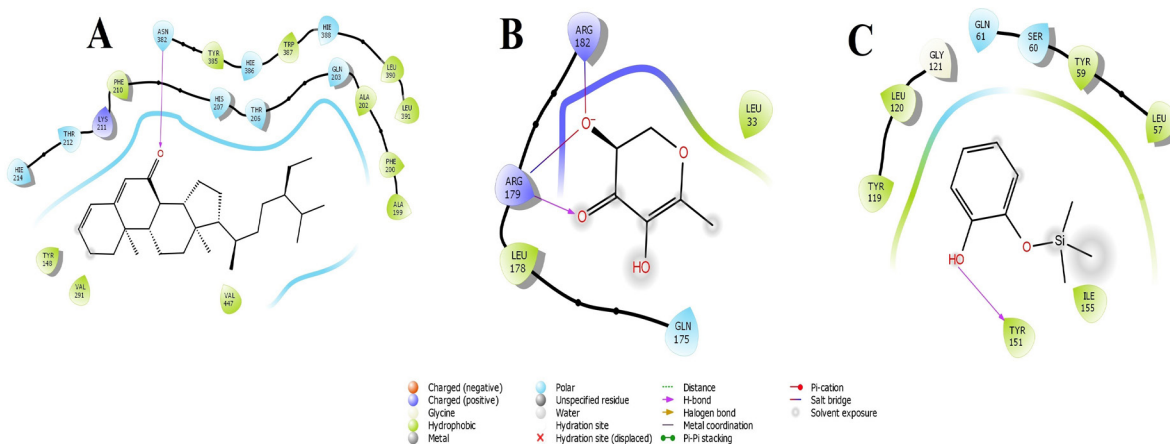 A
ASN
382
TYR
385
HIE
386
TRP
387
HIE
388
LEU
390
LEU
391
PHE
210
LYS
211
THR
212
HIE
214
HIS
207
THR
206
GLN
203
ALA
202
PHE
200
ALA
199
O
TYR
148
VAL
291
VAL
447
B
ARG
182
LEU
33
O-
O
ARG
179
O
HO
LEU
178
GLN
175
C
GLN
61
SER
60
TYR
59
LEU
57
GLY
121
LEU
120
TYR
119
HO
O
Si
ILE
155
TYR
151
Charged (negative)
Charged (positive)
Glycine
Hydrophobic
Metal
Polar
Unspecified residue
Water
Hydration site
Hydration site (displaced)
Distance
H-bond
Halogen bond
Metal coordination
Pi-Pi stacking
Pi-cation
Salt bridge
Solvent exposure